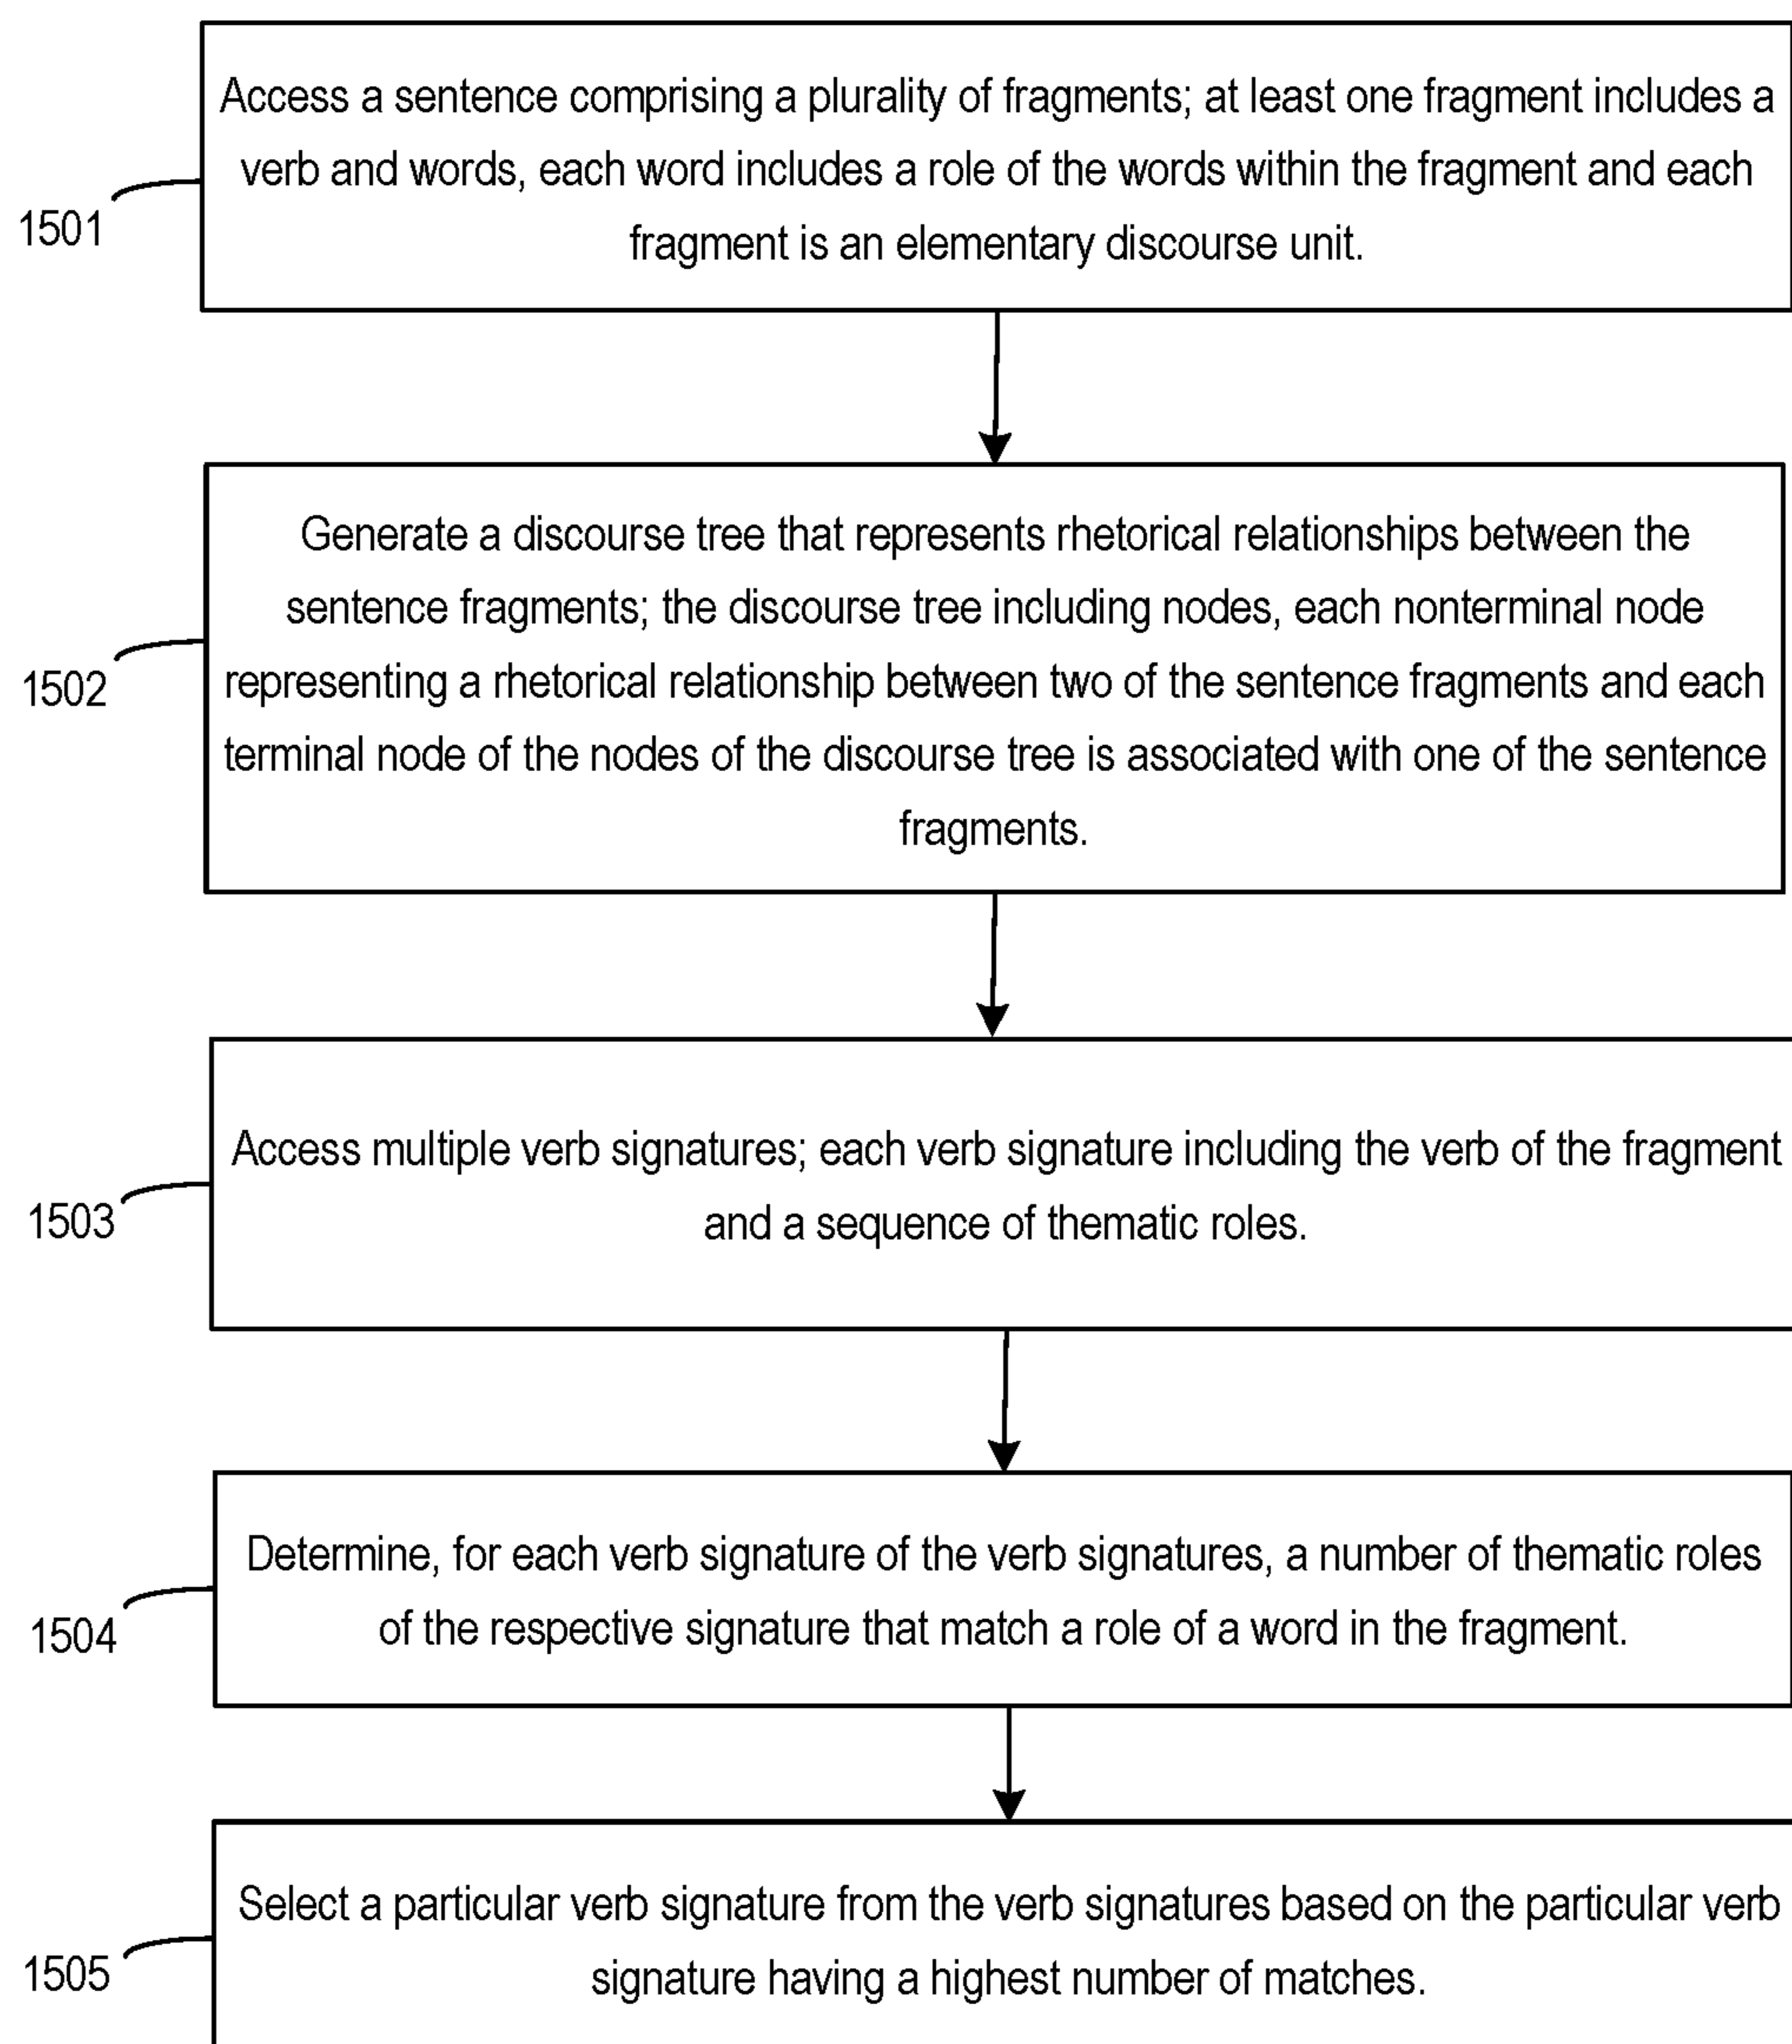 Access a sentence comprising a plurality of fragments; at least one fragment includes a
verb and words, each word includes a role of the words within the fragment and each
fragment is an elementary discourse unit.
1501
Generate a discourse tree that represents rhetorical relationships between the
sentence fragments; the discourse tree including nodes, each nonterminal node
representing a rhetorical relationship between two of the sentence fragments and each
terminal node of the nodes of the discourse tree is associated with one of the sentence
fragments.
1502
Access multiple verb signatures; each verb signature including the verb of the fragment
and a sequence of thematic roles.
1503
Determine, for each verb signature of the verb signatures, a number of thematic roles
of the respective signature that match a role of a word in the fragment.
1504
Select a particular verb signature from the verb signatures based on the particular verb
signature having a highest number of matches.
1505